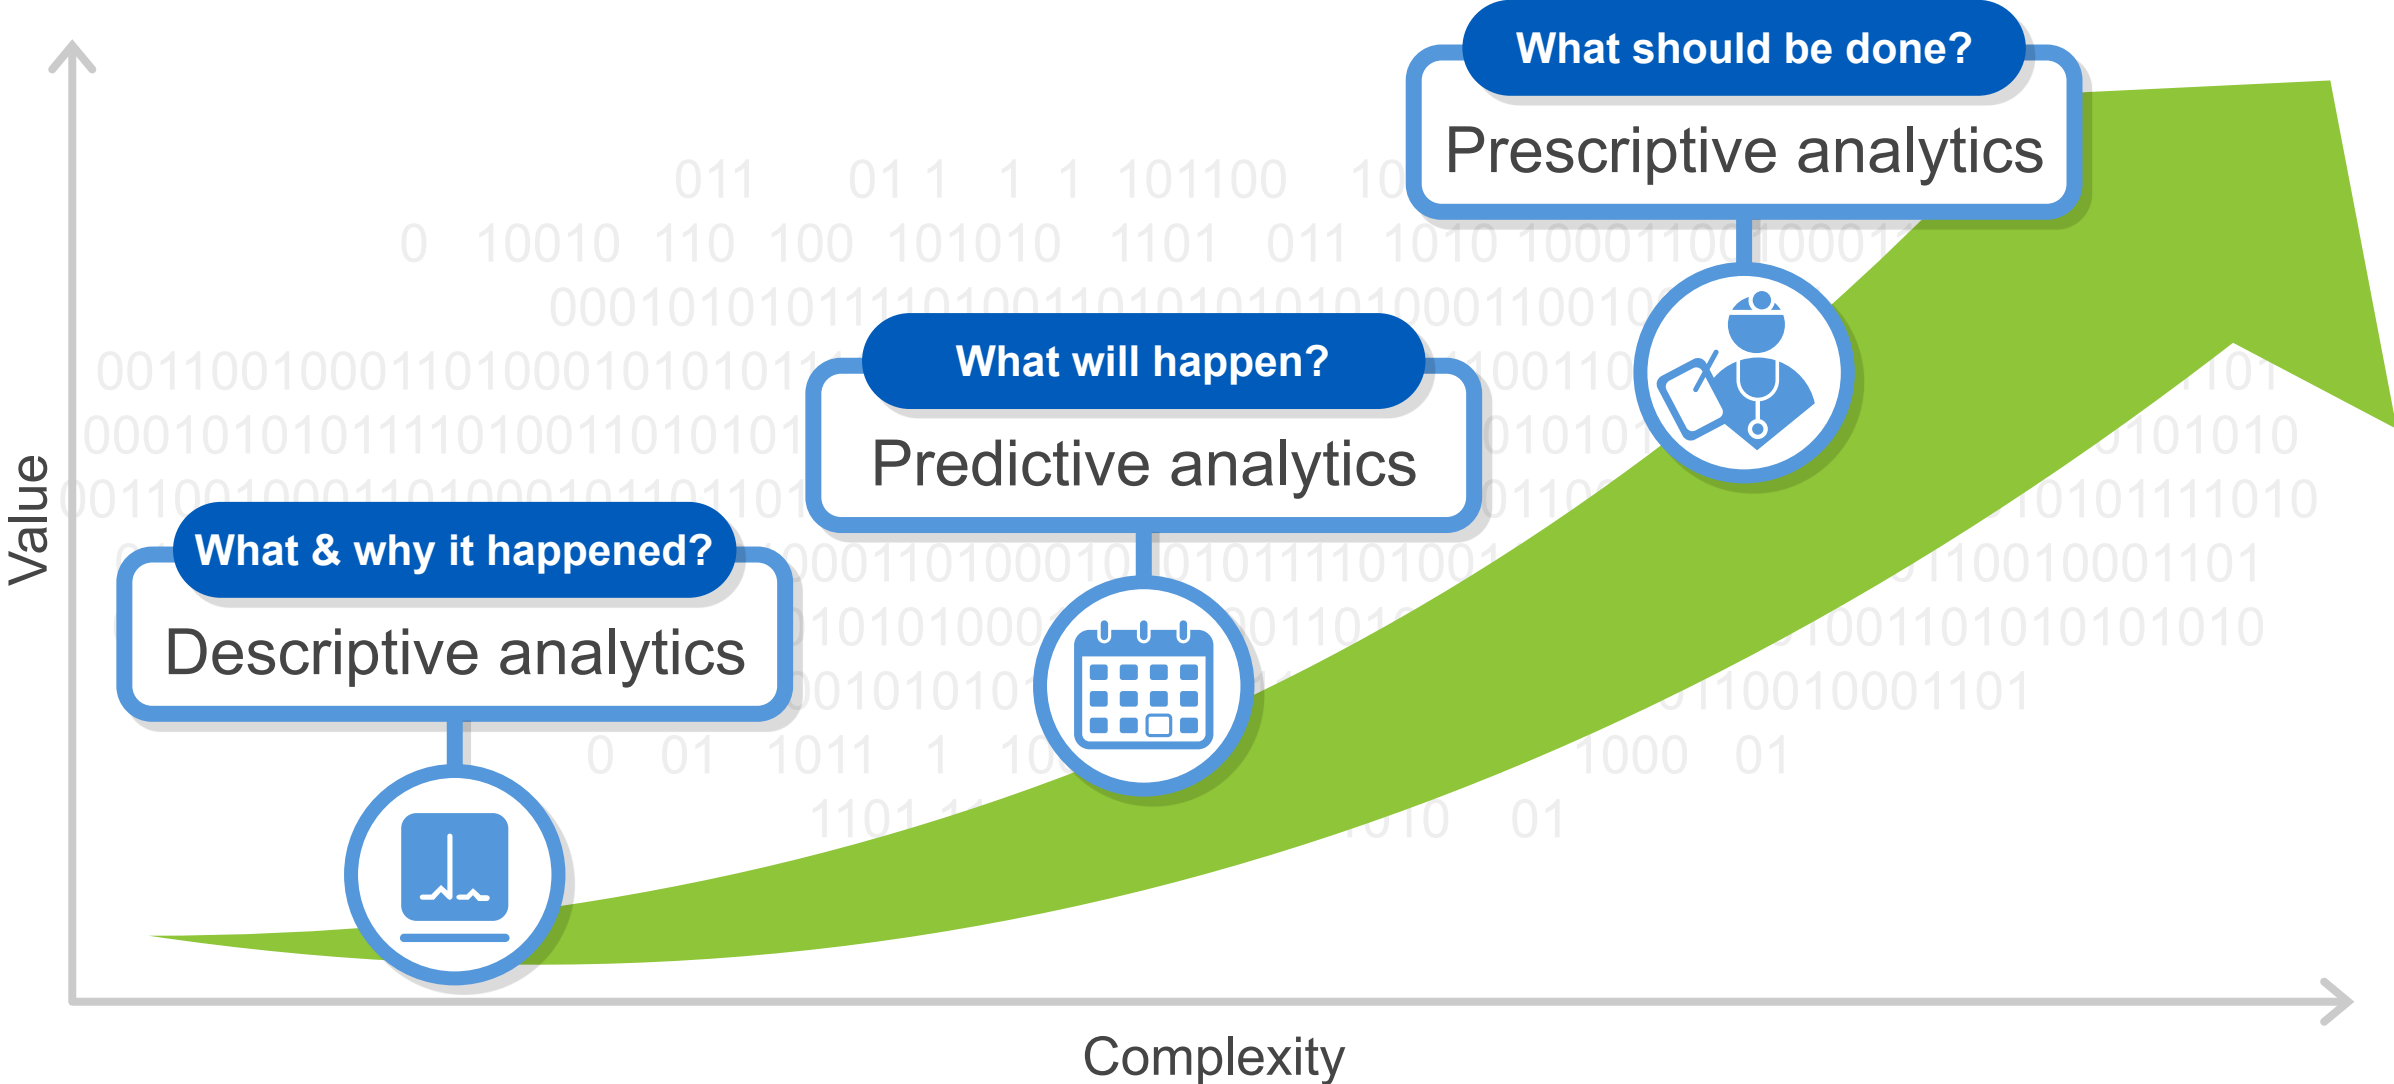 What should be done?
Prescriptive analytics
What will happen?
Predictive analytics
What & why it happened?
Descriptive analytics
Value
Complexity